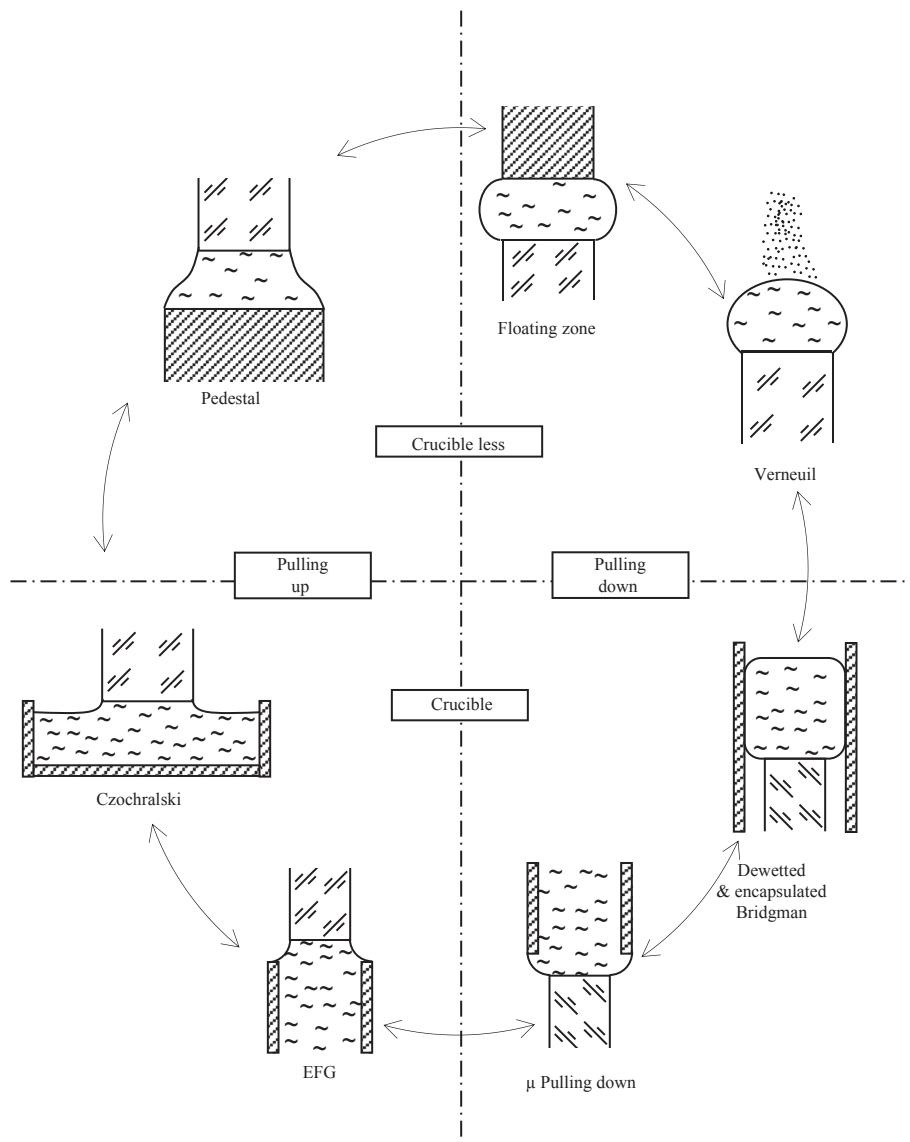 Floating zone
Pedestal
Crucible less
Verneuil
Pulling
up
Pulling
down
Crucible
Czochralski
Dewetted
& encapsulated
Bridgman
EFG
µ Pulling down